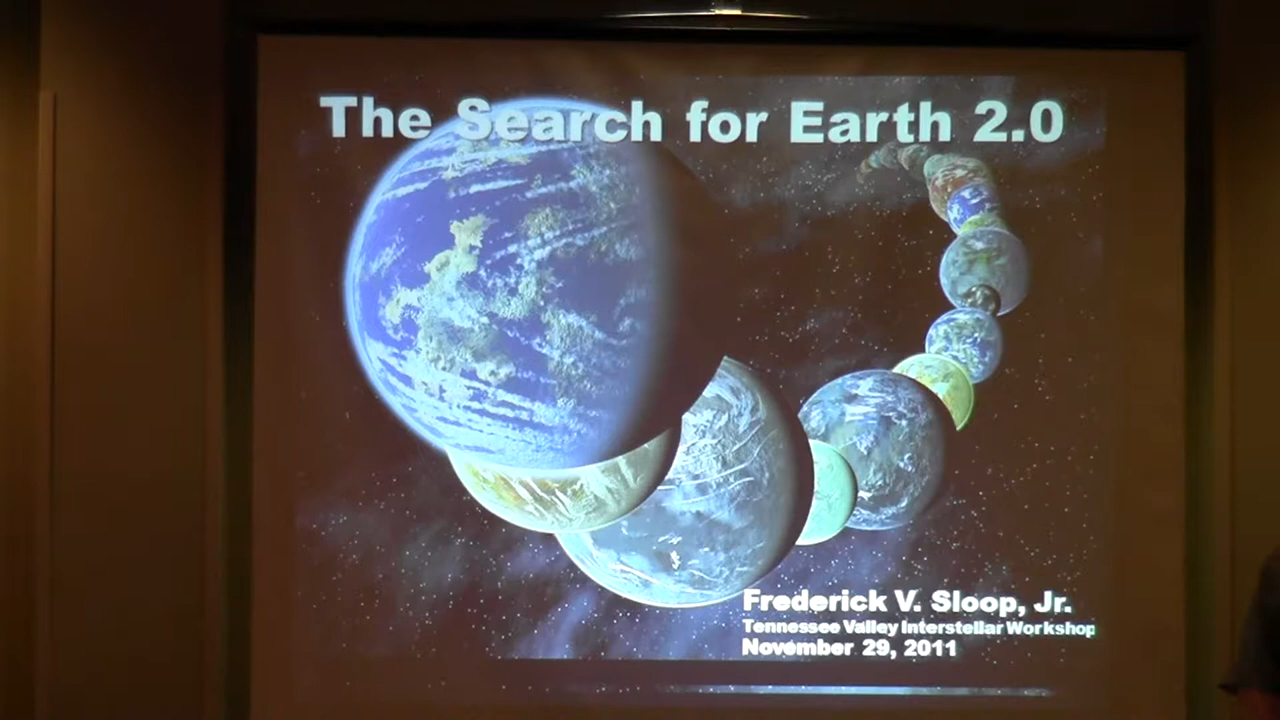 The Search for Earth 2.0
Frederick V. Sloop, Jr.
Tennessee Valley Interstellar Workshop
November 29, 2011